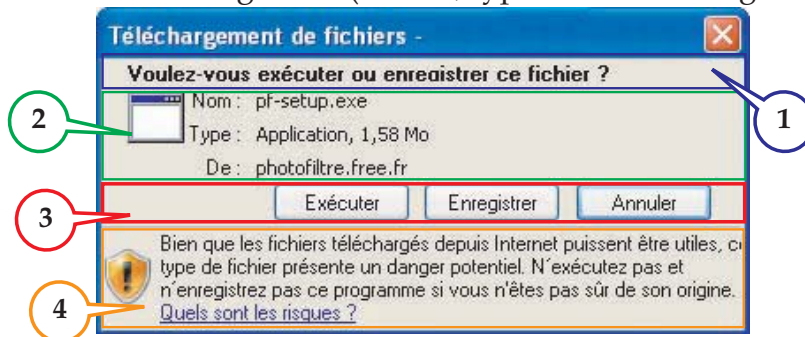 Téléchargement de fichiers -
Voulez-vous exécuter ou enregistrer ce fichier ?
1
2
Nom : pf-setup.exe
Type : Application, 1,58 Mo
De : photofiltre.free.fr
3
Exécuter Enregistrer Annuler
Bien que les fichiers téléchargés depuis Internet puissent être utiles,
type de fichier présente un danger potentiel. N'exécutez pas et
n'enregistrez pas ce programme si vous n'êtes pas sûr de son origine.
4
Quels sont les risques ?